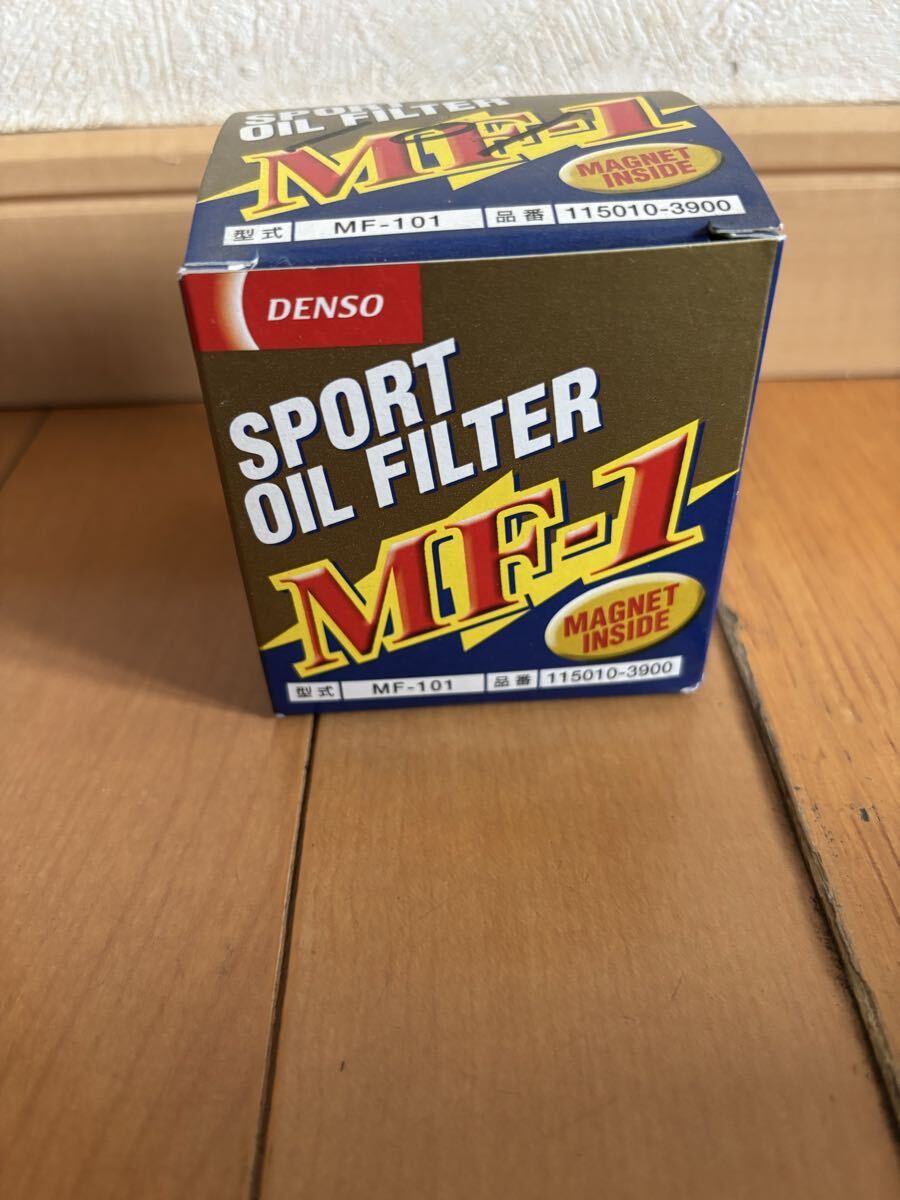 SPORT
OIL FILTER
MF-1
MAGNET
INSIDE
型式 MF-101 品番 115010-3900
DENSO
SPORT
OIL FILTER
MF-1
MAGNET
INSIDE
型式 MF-101 品番 115010-3900